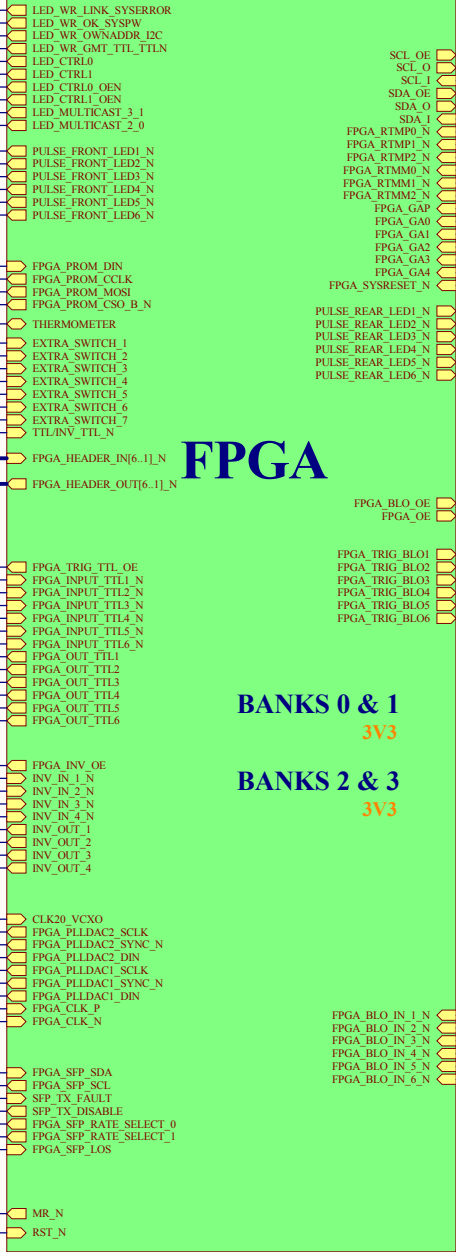 LED_WR_LINK_SYSERROR
LED_WR_OK_SYSPW
LED_WR_OWNADDR_I2C
LED_WR_GMT_TTL_TTLN
LED_CTRL0
LED_CTRL1
LED_CTRL0_OEN
LED_CTRL1_OEN
LED_MULTICAST_3_1
LED_MULTICAST_2_0
PULSE_FRONT_LED1_N
PULSE_FRONT_LED2_N
PULSE_FRONT_LED3_N
PULSE_FRONT_LED4_N
PULSE_FRONT_LED5_N
PULSE_FRONT_LED6_N
FPGA_PROM_DIN
FPGA_PROM_CCLK
FPGA_PROM_MOSI
FPGA_PROM_CSO_B_N
THERMOMETER
EXTRA_SWITCH_1
EXTRA_SWITCH_2
EXTRA_SWITCH_3
EXTRA_SWITCH_4
EXTRA_SWITCH_5
EXTRA_SWITCH_6
EXTRA_SWITCH_7
TTL/INV_TTL_N
FPGA_HEADER_IN[6..1]_N
FPGA_HEADER_OUT[6..1]_N
FPGA_TRIG_TTL_OE
FPGA_INPUT_TTL1_N
FPGA_INPUT_TTL2_N
FPGA_INPUT_TTL3_N
FPGA_INPUT_TTL4_N
FPGA_INPUT_TTL5_N
FPGA_INPUT_TTL6_N
FPGA_OUT_TTL1
FPGA_OUT_TTL2
FPGA_OUT_TTL3
FPGA_OUT_TTL4
FPGA_OUT_TTL5
FPGA_OUT_TTL6
FPGA_INV_OE
INV_IN_1_N
INV_IN_2_N
INV_IN_3_N
INV_IN_4_N
INV_OUT_1
INV_OUT_2
INV_OUT_3
INV_OUT_4
CLK20_VCXO
FPGA_PLLDAC2_SCLK
FPGA_PLLDAC2_SYNC_N
FPGA_PLLDAC2_DIN
FPGA_PLLDAC1_SCLK
FPGA_PLLDAC1_SYNC_N
FPGA_PLLDAC1_DIN
FPGA_CLK_P
FPGA_CLK_N
FPGA_SFP_SDA
FPGA_SFP_SCL
SFP_TX_FAULT
SFP_TX_DISABLE
FPGA_SFP_RATE_SELECT_0
FPGA_SFP_RATE_SELECT_1
FPGA_SFP_LOS
MR_N
RST_N
FPGA
BANKS 0 & 1
3V3
BANKS 2 & 3
3V3
SCL_OE
SCL_O
SCL_I
SDA_OE
SDA_O
SDA_I
FPGA_RTMP0_N
FPGA_RTMP1_N
FPGA_RTMP2_N
FPGA_RTMM0_N
FPGA_RTMM1_N
FPGA_RTMM2_N
FPGA_GAP
FPGA_GA0
FPGA_GA1
FPGA_GA2
FPGA_GA3
FPGA_GA4
FPGA_SYSRESET_N
PULSE_REAR_LED1_N
PULSE_REAR_LED2_N
PULSE_REAR_LED3_N
PULSE_REAR_LED4_N
PULSE_REAR_LED5_N
PULSE_REAR_LED6_N
FPGA_BLO_OE
FPGA_OE
FPGA_TRIG_BLO1
FPGA_TRIG_BLO2
FPGA_TRIG_BLO3
FPGA_TRIG_BLO4
FPGA_TRIG_BLO5
FPGA_TRIG_BLO6
FPGA_BLO_IN_1_N
FPGA_BLO_IN_2_N
FPGA_BLO_IN_3_N
FPGA_BLO_IN_4_N
FPGA_BLO_IN_5_N
FPGA_BLO_IN_6_N